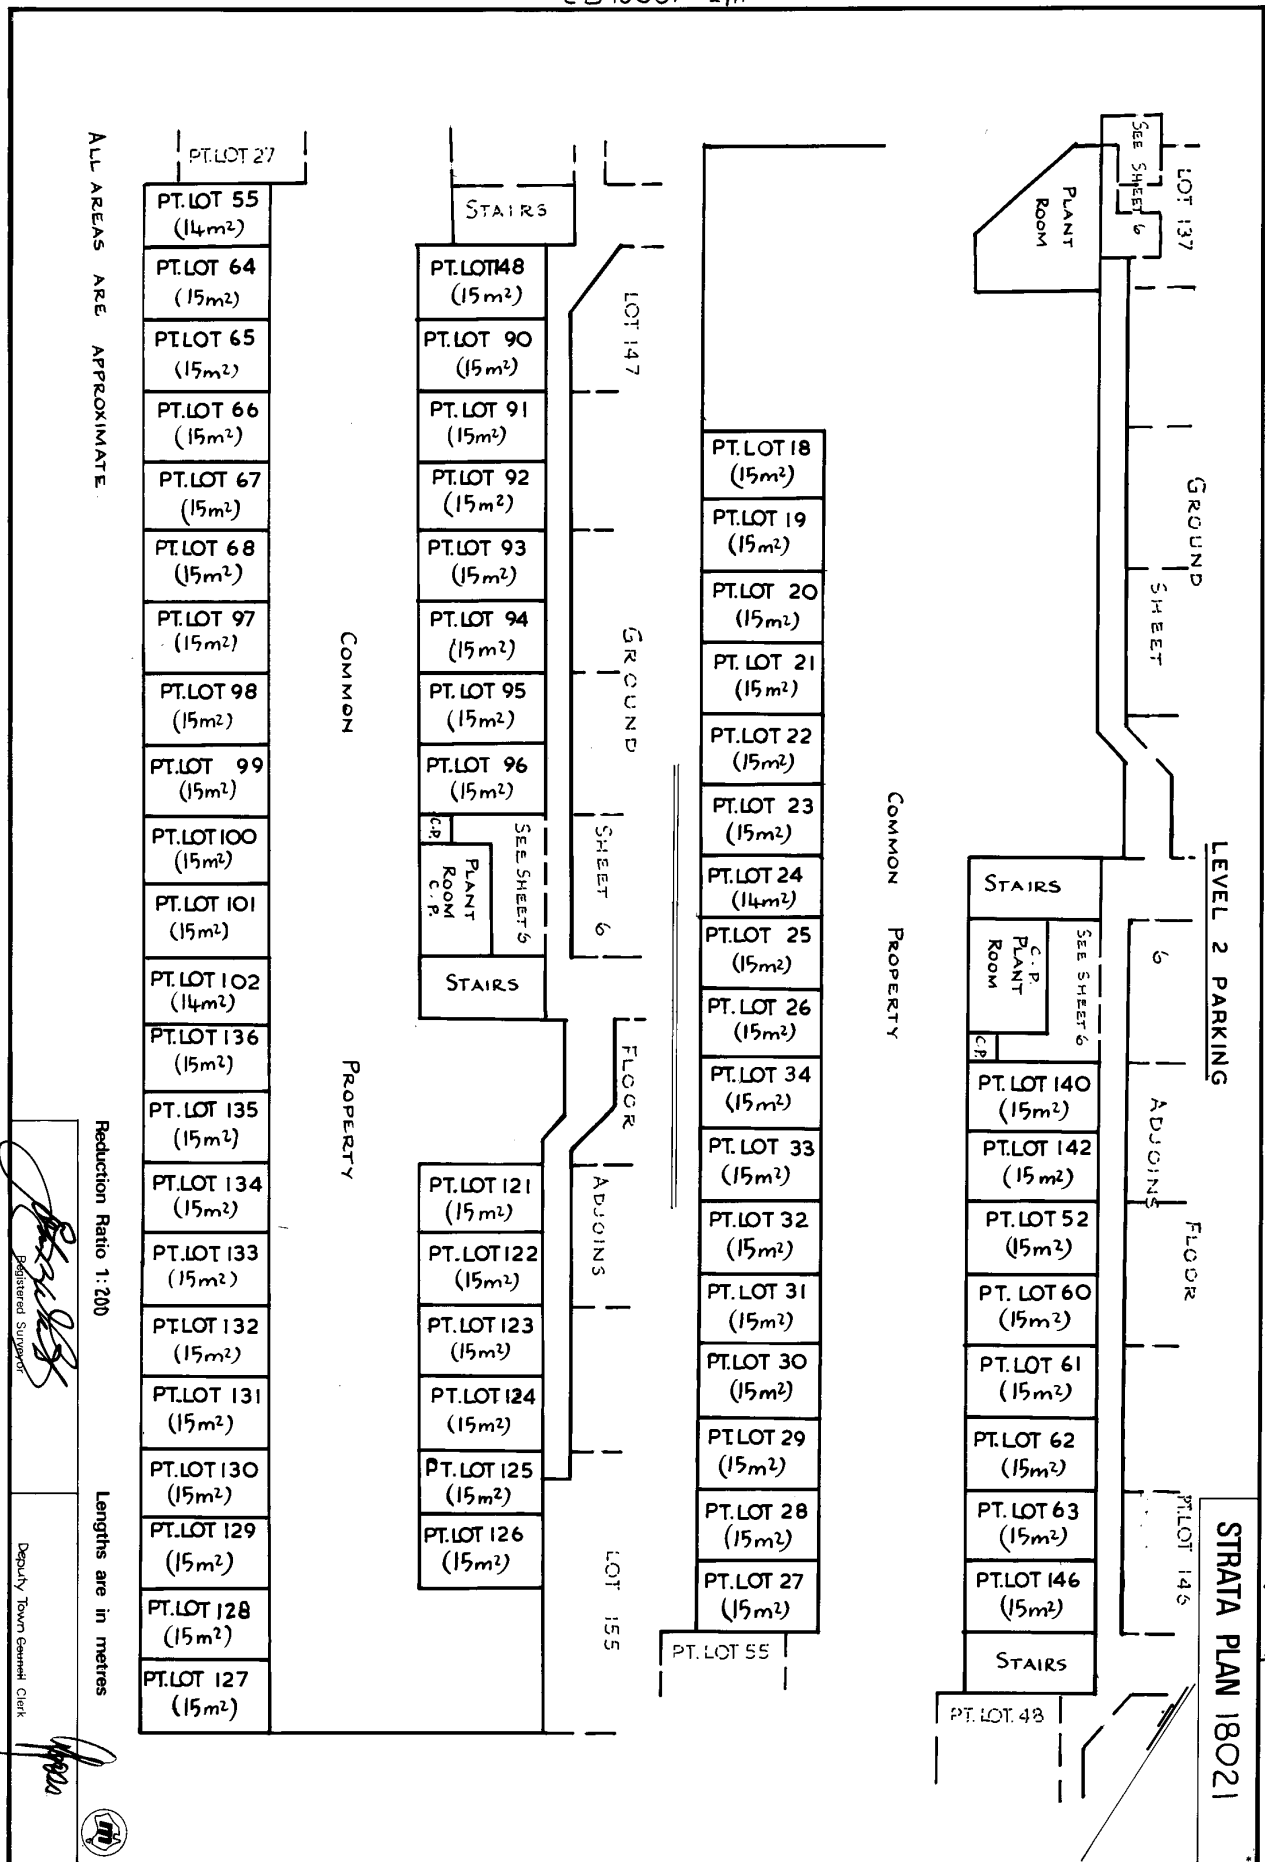 STRATA PLAN 18021
LEVEL 2 PARKING
PT.LOT 27
PT.LOT 55
(14m²)
PT.LOT 64
(15m²)
PT.LOT 65
(15m²)
PT.LOT 66
(15m²)
PT.LOT 67
(15m²)
PT.LOT 68
(15m²)
PT.LOT 97
(15m²)
PT.LOT 98
(15m²)
PT.LOT 99
(15m²)
PT.LOT 100
(15m²)
PT.LOT 101
(15m²)
PT.LOT 102
(14m²)
PT.LOT 136
(15m²)
PT.LOT 135
(15m²)
PT.LOT 134
(15m²)
PT.LOT 133
(15m²)
PT.LOT 132
(15m²)
PT.LOT 131
(15m²)
PT.LOT 130
(15m²)
PT.LOT 129
(15m²)
PT.LOT 128
(15m²)
PT.LOT 127
(15m²)
COMMON PROPERTY
STAIRS
PT.LOT148
(15m²)
PT.LOT 90
(15m²)
PT.LOT 91
(15m²)
PT.LOT 92
(15m²)
PT.LOT 93
(15m²)
PT.LOT 94
(15m²)
PT.LOT 95
(15m²)
PT.LOT 96
(15m²)
C.P.
PLANT
ROOM
C.P.
SEE SHEET 6
STAIRS
PT.LOT 121
(15m²)
PT.LOT 122
(15m²)
PT.LOT 123
(15m²)
PT.LOT 124
(15m²)
PT.LOT 125
(15m²)
PT.LOT 126
(15m²)
LOT 147
GROUND FLOOR
SHEET 6 ADJOINS
LOT 155
PT.LOT 18
(15m²)
PT.LOT 19
(15m²)
PT.LOT 20
(15m²)
PT.LOT 21
(15m²)
PT.LOT 22
(15m²)
PT.LOT 23
(15m²)
PT.LOT 24
(14m²)
PT.LOT 25
(15m²)
PT.LOT 26
(15m²)
PT.LOT 34
(15m²)
PT.LOT 33
(15m²)
PT.LOT 32
(15m²)
PT.LOT 31
(15m²)
PT.LOT 30
(15m²)
PT.LOT 29
(15m²)
PT.LOT 28
(15m²)
PT.LOT 27
(15m²)
PT.LOT 55
COMMON PROPERTY
PLANT
ROOM
SEE SHEET 6
LOT 137
STAIRS
C.P.
PLANT
ROOM
SEE SHEET 6
C.P.
PT.LOT 140
(15m²)
PT.LOT 142
(15m²)
PT.LOT 52
(15m²)
PT.LOT 60
(15m²)
PT.LOT 61
(15m²)
PT.LOT 62
(15m²)
PT.LOT 63
(15m²)
PT.LOT 146
(15m²)
STAIRS
PT.LOT.48
GROUND FLOOR
SHEET 6 ADJOINS
PT.LOT 146
ALL AREAS ARE APPROXIMATE.
Reduction Ratio 1:200
Lengths are in metres
Registered Surveyor
Deputy Town Council Clerk